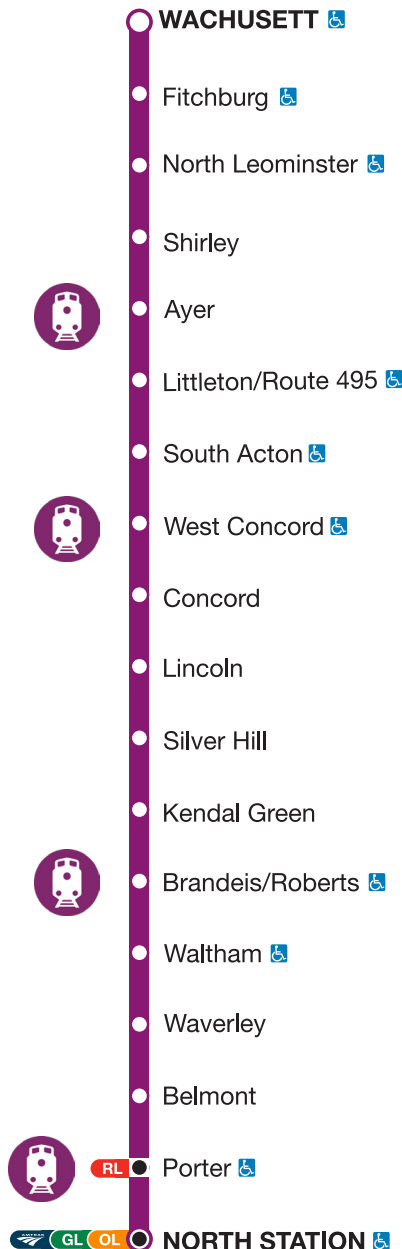 WACHUSETT
Fitchburg
North Leominster
Shirley
Ayer
Littleton/Route 495
South Acton
West Concord
Concord
Lincoln
Silver Hill
Kendal Green
Brandeis/Roberts
Waltham
Waverley
Belmont
RL Porter
AMTRAK GL OL NORTH STATION